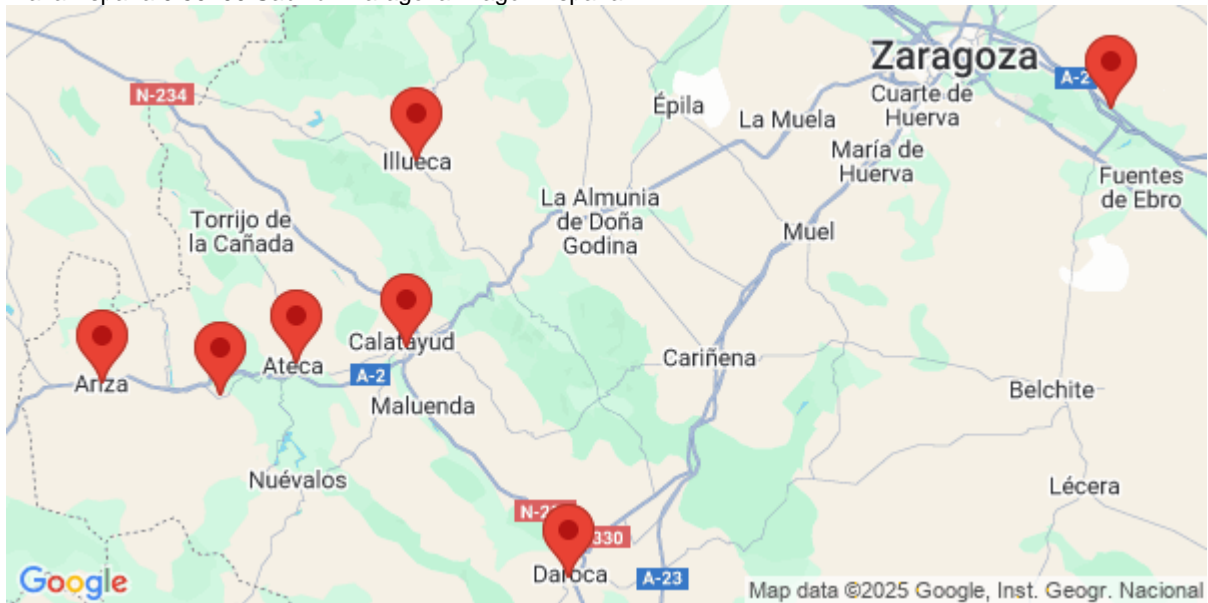 Zaragoza
A-2
N-234
Épila
La Muela
Cuarte de
Huerva
Illueca
María de
Huerva
Fuentes
de Ebro
La Almunia
de Doña
Godina
Torrijo de
la Cañada
Muel
Calatayud
Ateca
Cariñena
Ariza
A-2
Belchite
Maluenda
Nuévalos
Lécera
330
Daroca
A-23
Google
Map data ©2025 Google, Inst. Geogr. Nacional